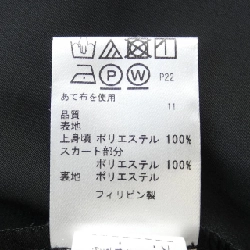 P22
あて布を使用
11
品質
表地
上身頃 ポリエステル 100%
スカート部分
ポリエステル 100%
裏地 ポリエステル
フィリピン製